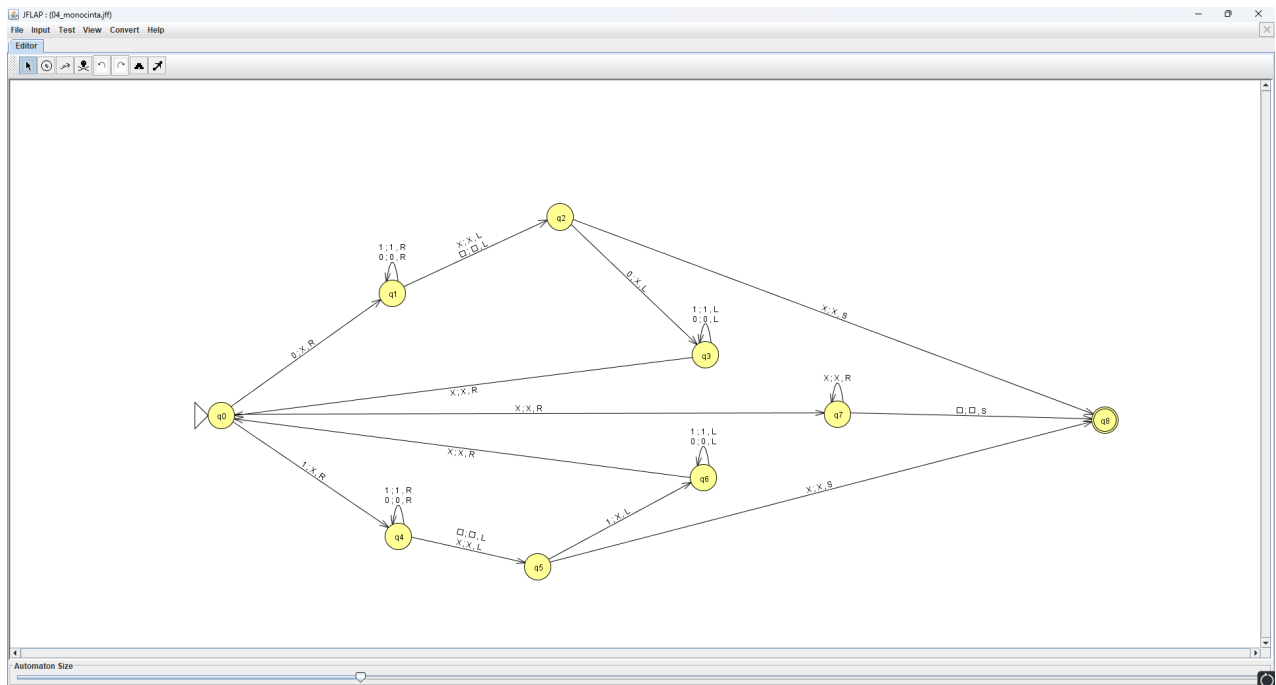 JFLAP : (04_monocinta.jff)
File Input Test View Convert Help
Editor
q2
X ; X , L
□ ; □ , L
1 ; 1 , R
0 ; 0 , R
q1
0 ; X , L
X ; X , S
1 ; 1 , L
0 ; 0 , L
q3
0 ; X , R
X ; X , R
X ; X , R
X ; X , R
q7
□ ; □ , S
q8
q0
1 ; 1 , L
0 ; 0 , L
X ; X , R
q6
1 ; X , R
1 ; 1 , R
0 ; 0 , R
q4
□ ; □ , L
X ; X , L
1 ; X , L
X ; X , S
q5
Automaton Size